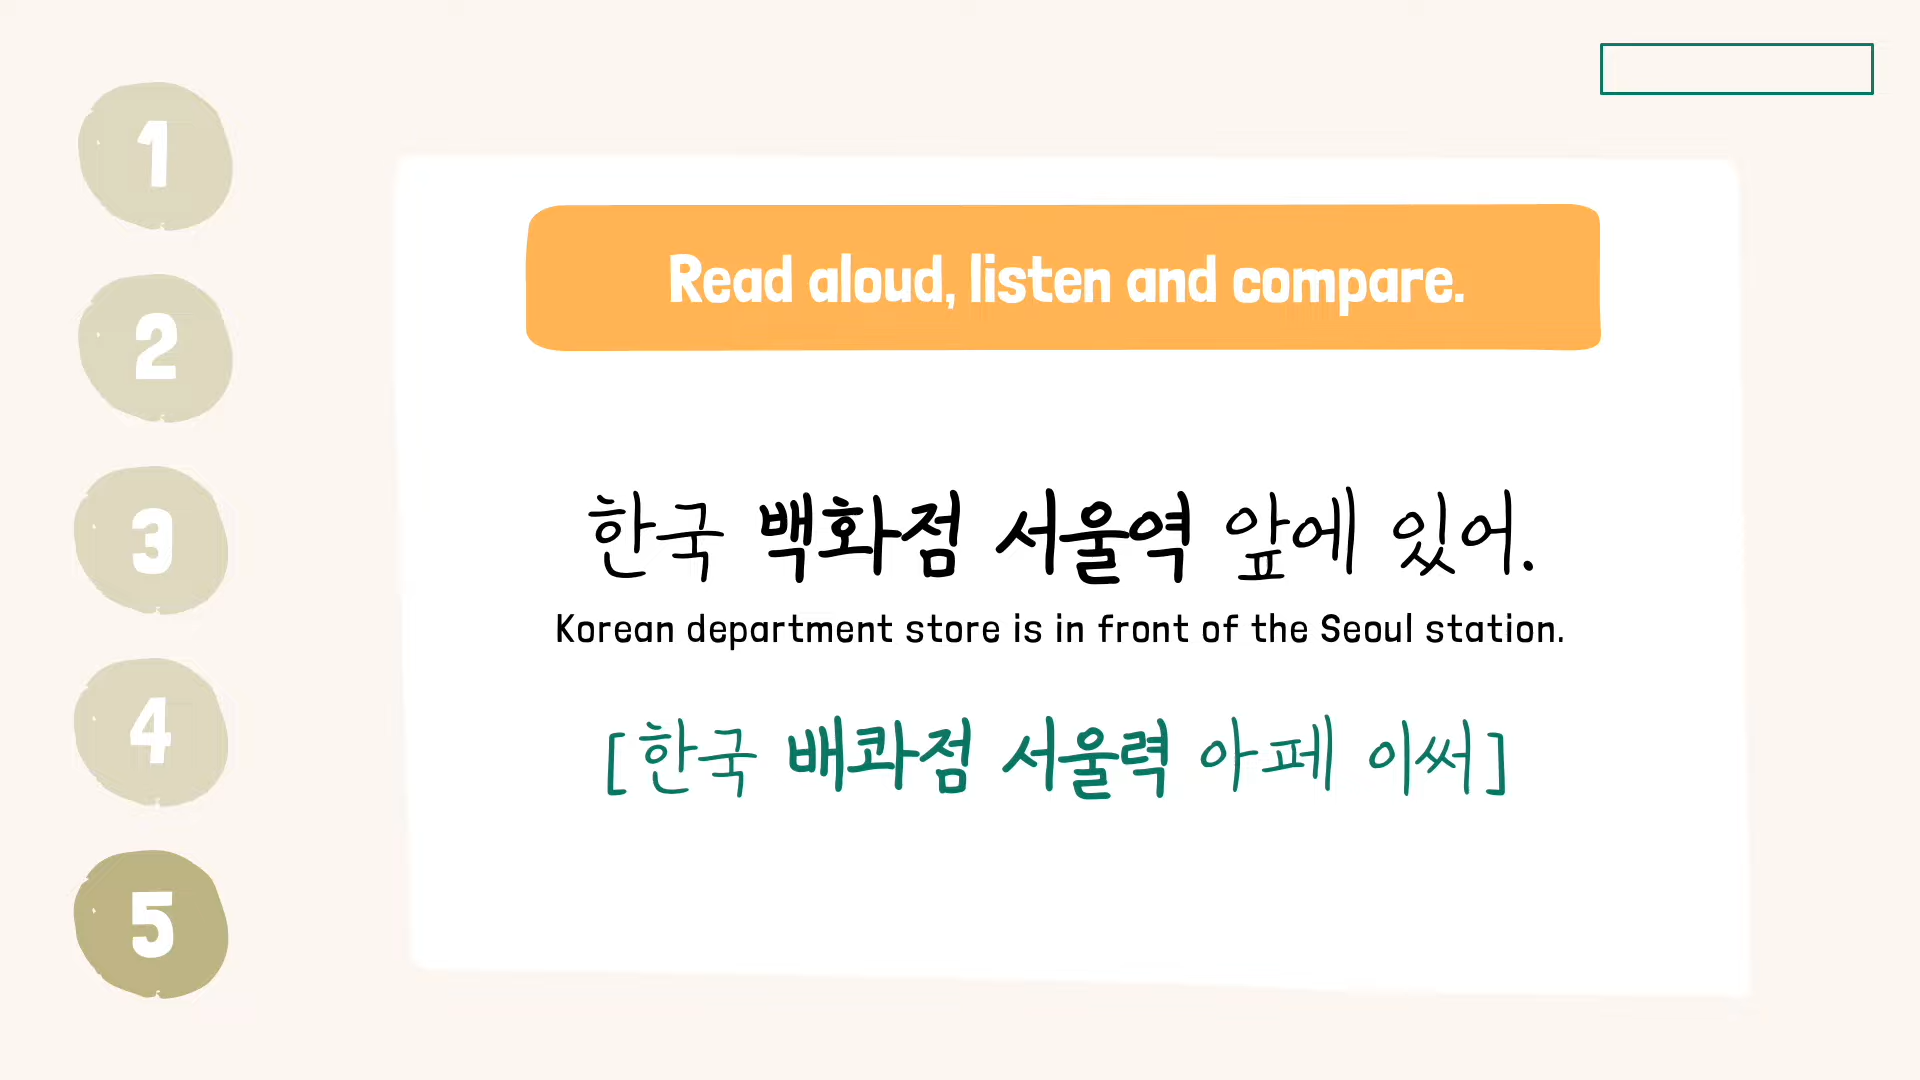 1
2
3
4
5
Read aloud, listen and compare.
한국 백화점 서울역 앞에 있어.
Korean department store is in front of the Seoul station.
[한국 배콰점 서울력 아페 이써]